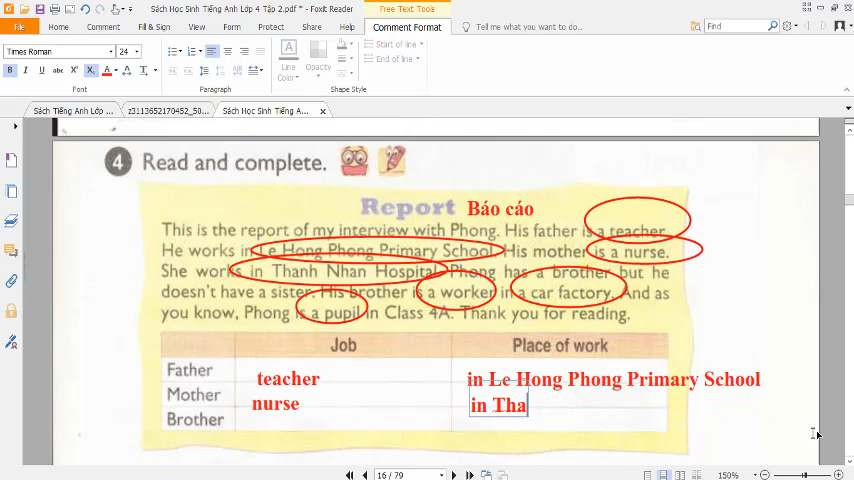 Sách Học Sinh Tiếng Anh Lớp 4 Tập 2.pdf * - Foxit Reader
Free Text Tools
File Home Comment Fill & Sign View Form Protect Share Help Comment Format Tell me what you want to do... Find
Times Roman 24 Start of line
End of line
Line Color Opacity
Font Paragraph Shape Style
Sách Tiếng Anh Lớp ... z3113652170452_50... Sách Học Sinh Tiếng A...
4 Read and complete.
Report Báo cáo
This is the report of my interview with Phong. His father is a teacher.
He works in Le Hong Phong Primary School. His mother is a nurse.
She works in Thanh Nhan Hospital. Phong has a brother but he
doesn't have a sister. His brother is a worker in a car factory. And as
you know, Phong is a pupil in Class 4A. Thank you for reading.
Job Place of work
Father teacher in Le Hong Phong Primary School
Mother nurse in Tha
Brother
16 / 79 150%